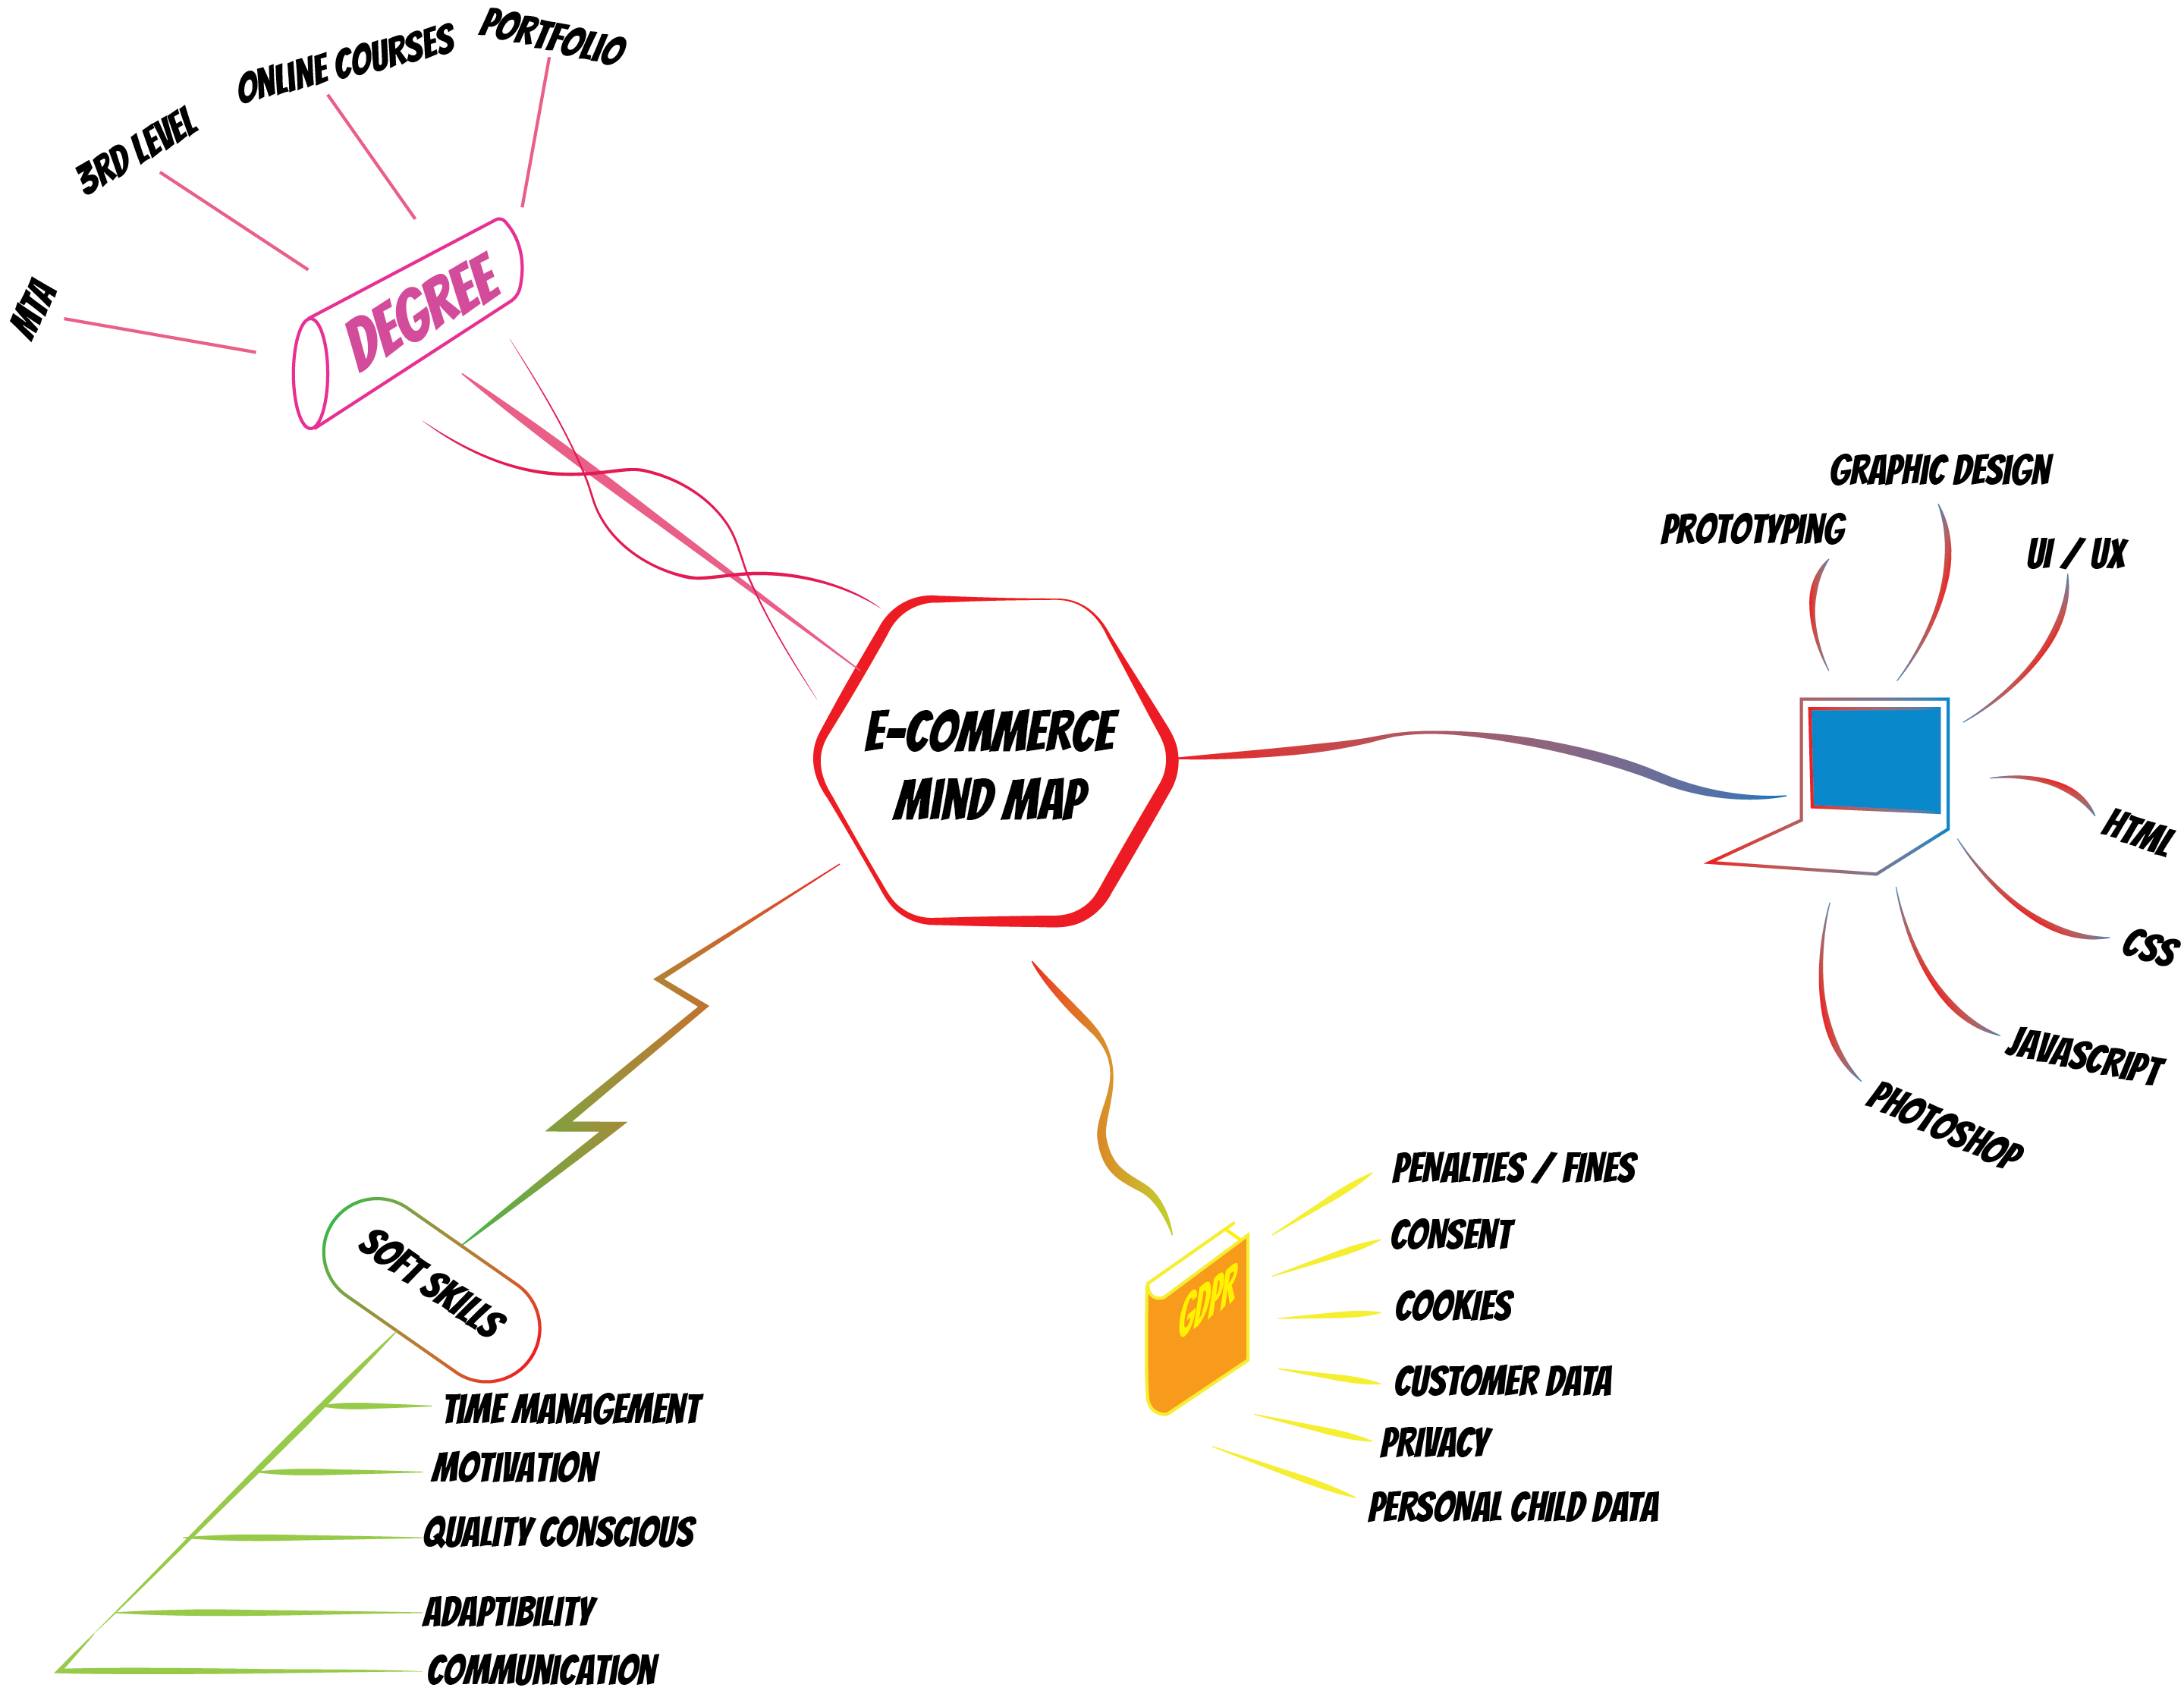 PORTFOLIO
ONLINE COURSES
3RD LEVEL
MTA
DEGREE
E-COMMERCE
MIND MAP
GRAPHIC DESIGN
PROTOTYPING
UI / UX
HTML
CSS
JAVASCRIPT
PHOTOSHOP
GDPR
PENALTIES / FINES
CONSENT
COOKIES
CUSTOMER DATA
PRIVACY
PERSONAL CHILD DATA
SOFT SKILLS
TIME MANAGEMENT
MOTIVATION
QUALITY CONSCIOUS
ADAPTIBILITY
COMMUNICATION